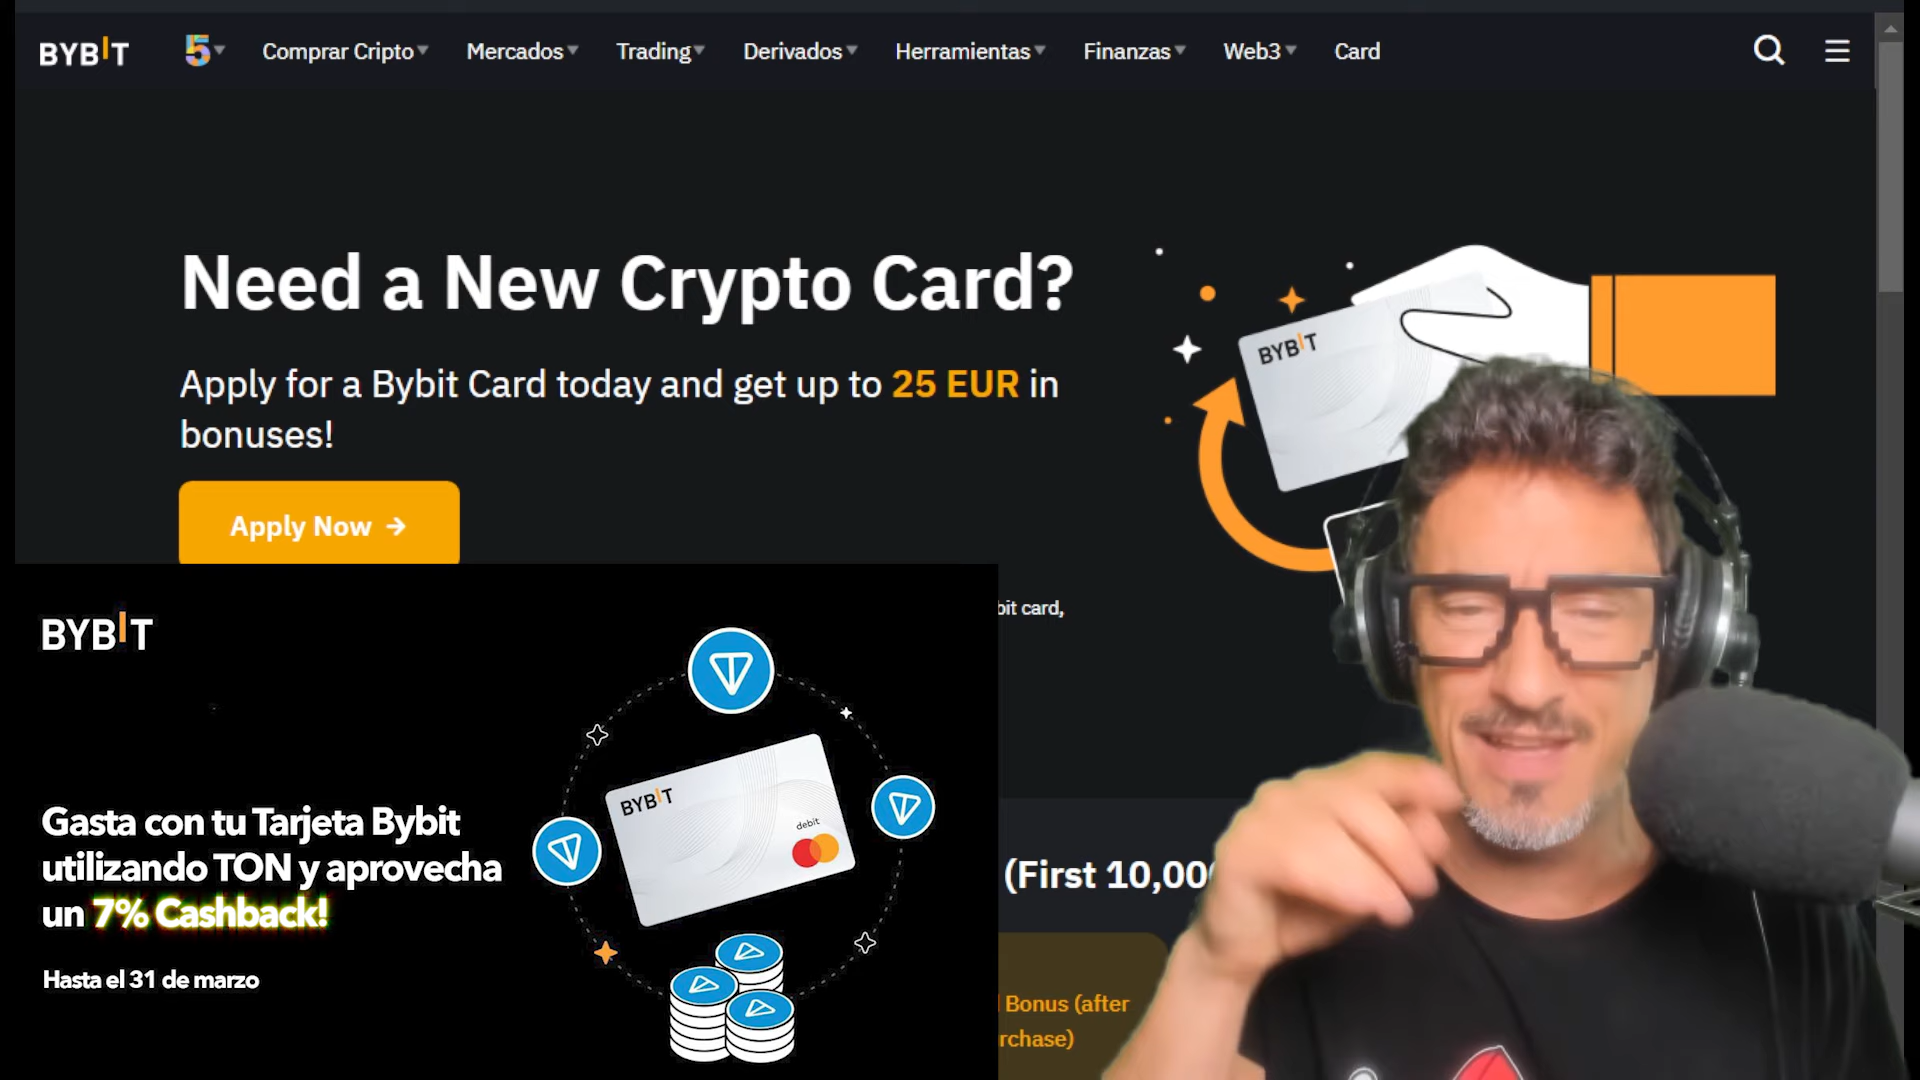 BYBIT
5
Comprar Cripto
Mercados
Trading
Derivados
Herramientas
Finanzas
Web3
Card
Need a New Crypto Card?
Apply for a Bybit Card today and get up to 25 EUR in
bonuses!
Apply Now →
BYBIT
bit card,
BYBIT
Gasta con tu Tarjeta Bybit
utilizando TON y aprovecha
un 7% Cashback!
Hasta el 31 de marzo
BYBIT
debit
(First 10,00
Bonus (after
rchase)